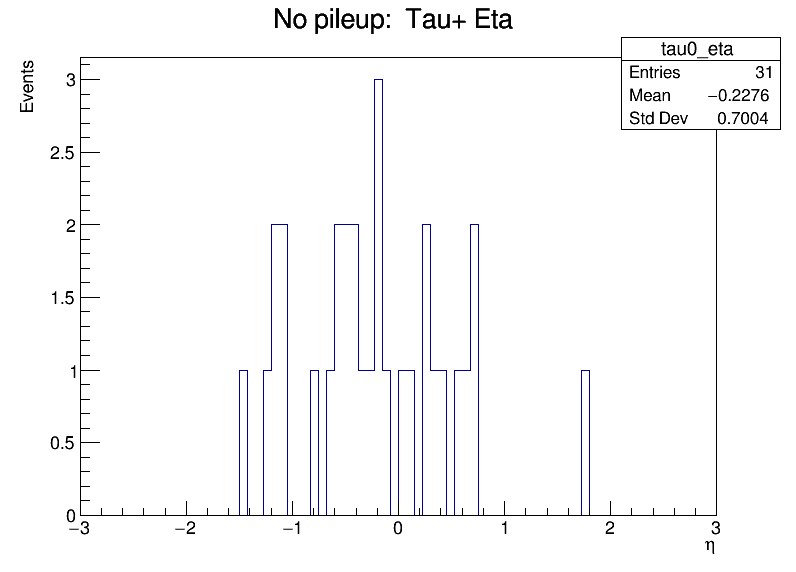 No pileup: Tau+ Eta
tau0_eta
Entries 31
Mean −0.2276
Std Dev 0.7004
Events
3
2.5
2
1.5
1
0.5
0
−3 −2 −1 0 1 2 3
η